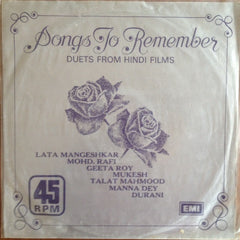 Songs To Remember
DUETS FROM HINDI FILMS
LATA MANGESHKAR
MOHD. RAFI
GEETA ROY
MUKESH
TALAT MAHMOOD
MANNA DEY
DURANI
45
RPM
EMI